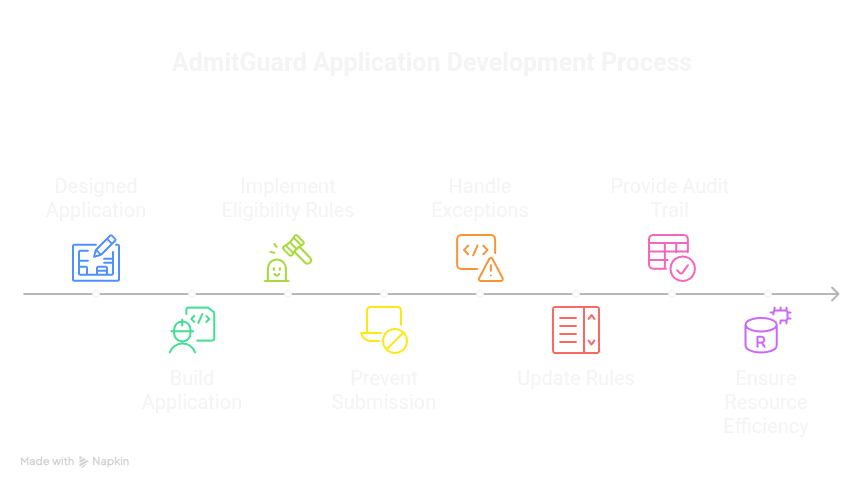 AdmitGuard Application Development Process
Designed
Application
Implement
Eligibility Rules
Handle
Exceptions
Provide Audit
Trail
Build
Application
Prevent
Submission
Update Rules
Ensure
Resource
Efficiency
R
Made with Napkin